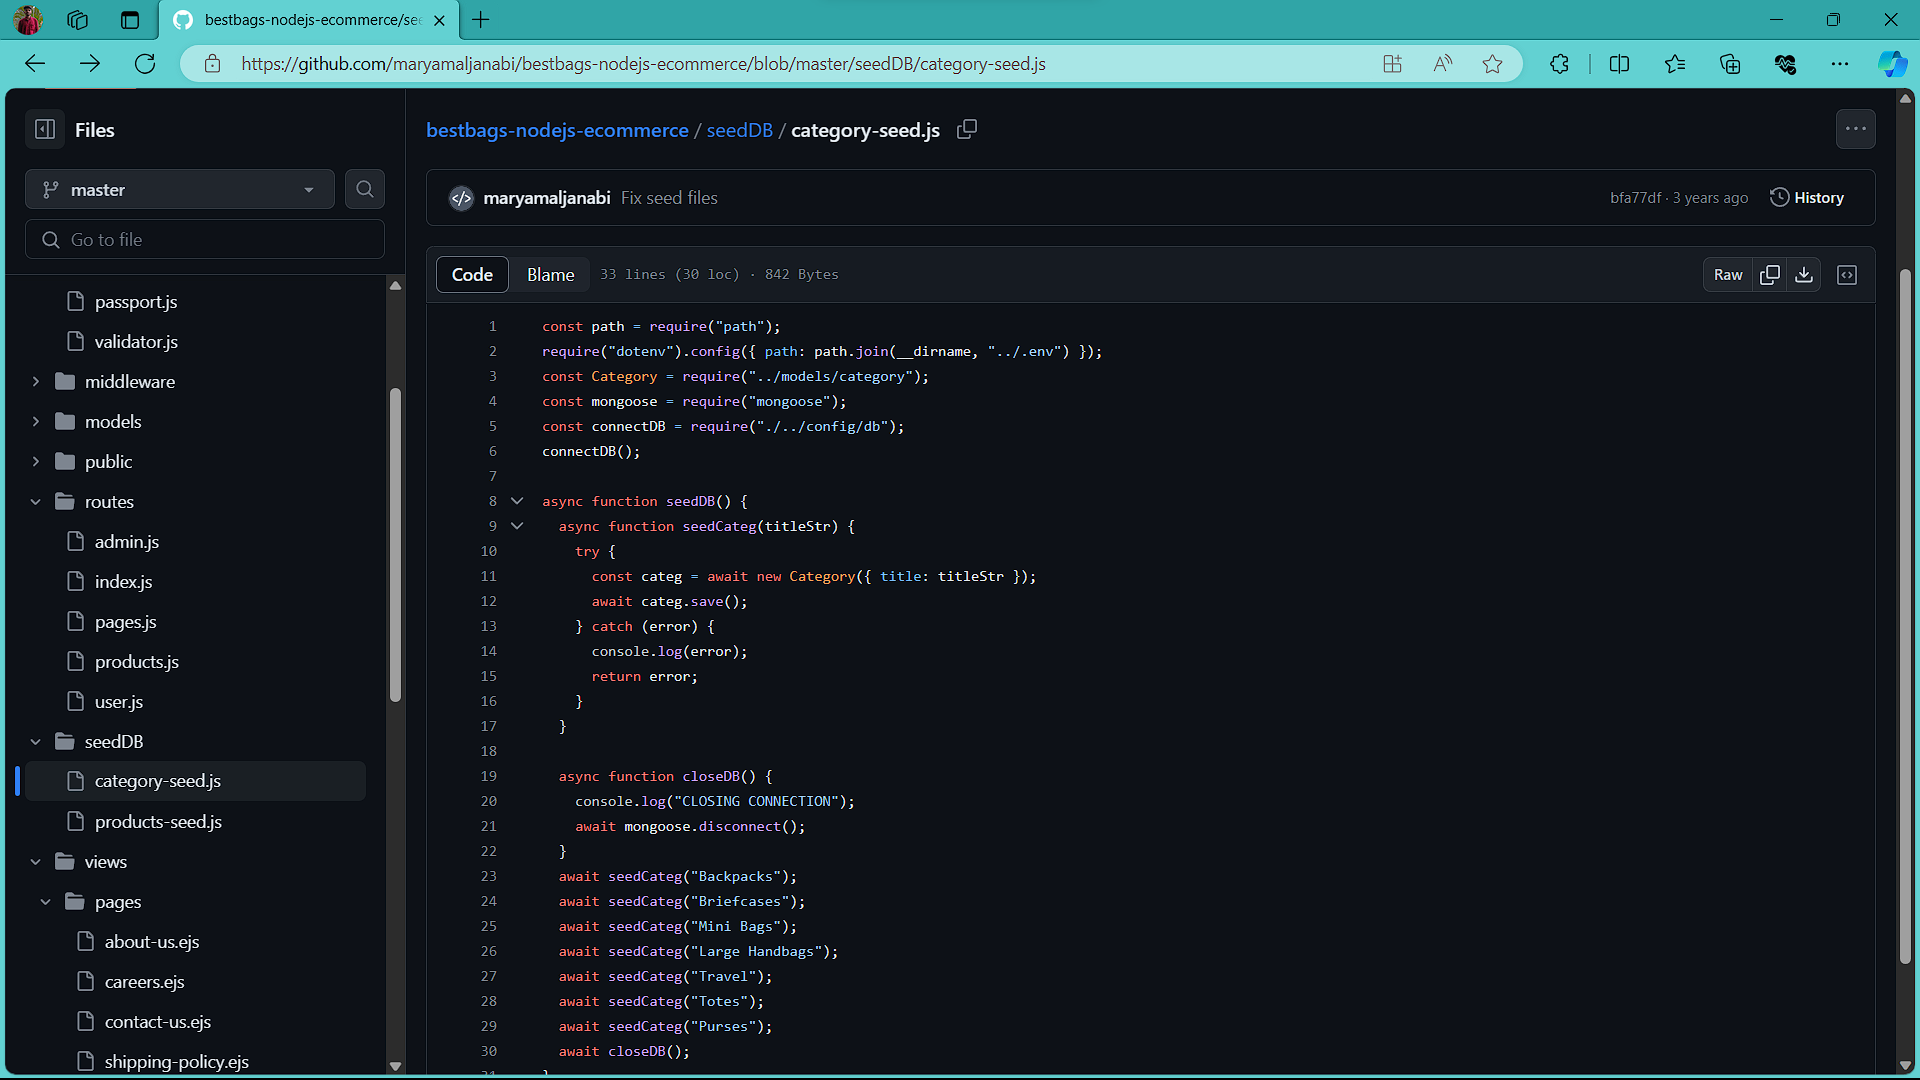 bestbags-nodejs-ecommerce/see
https://github.com/maryamaljanabi/bestbags-nodejs-ecommerce/blob/master/seedDB/category-seed.js
Files
master
Go to file
passport.js
validator.js
middleware
models
public
routes
admin.js
index.js
pages.js
products.js
user.js
seedDB
category-seed.js
products-seed.js
views
pages
about-us.ejs
careers.ejs
contact-us.ejs
shipping-policy.ejs
bestbags-nodejs-ecommerce / seedDB / category-seed.js
maryamaljanabi Fix seed files
bfa77df · 3 years ago History
Code Blame 33 lines (30 loc) · 842 Bytes
Raw
1 const path = require("path");
2 require("dotenv").config({ path: path.join(__dirname, "../.env") });
3 const Category = require("../models/category");
4 const mongoose = require("mongoose");
5 const connectDB = require("./../config/db");
6 connectDB();
7
8 async function seedDB() {
9 async function seedCateg(titleStr) {
10 try {
11 const categ = await new Category({ title: titleStr });
12 await categ.save();
13 } catch (error) {
14 console.log(error);
15 return error;
16 }
17 }
18
19 async function closeDB() {
20 console.log("CLOSING CONNECTION");
21 await mongoose.disconnect();
22 }
23 await seedCateg("Backpacks");
24 await seedCateg("Briefcases");
25 await seedCateg("Mini Bags");
26 await seedCateg("Large Handbags");
27 await seedCateg("Travel");
28 await seedCateg("Totes");
29 await seedCateg("Purses");
30 await closeDB();